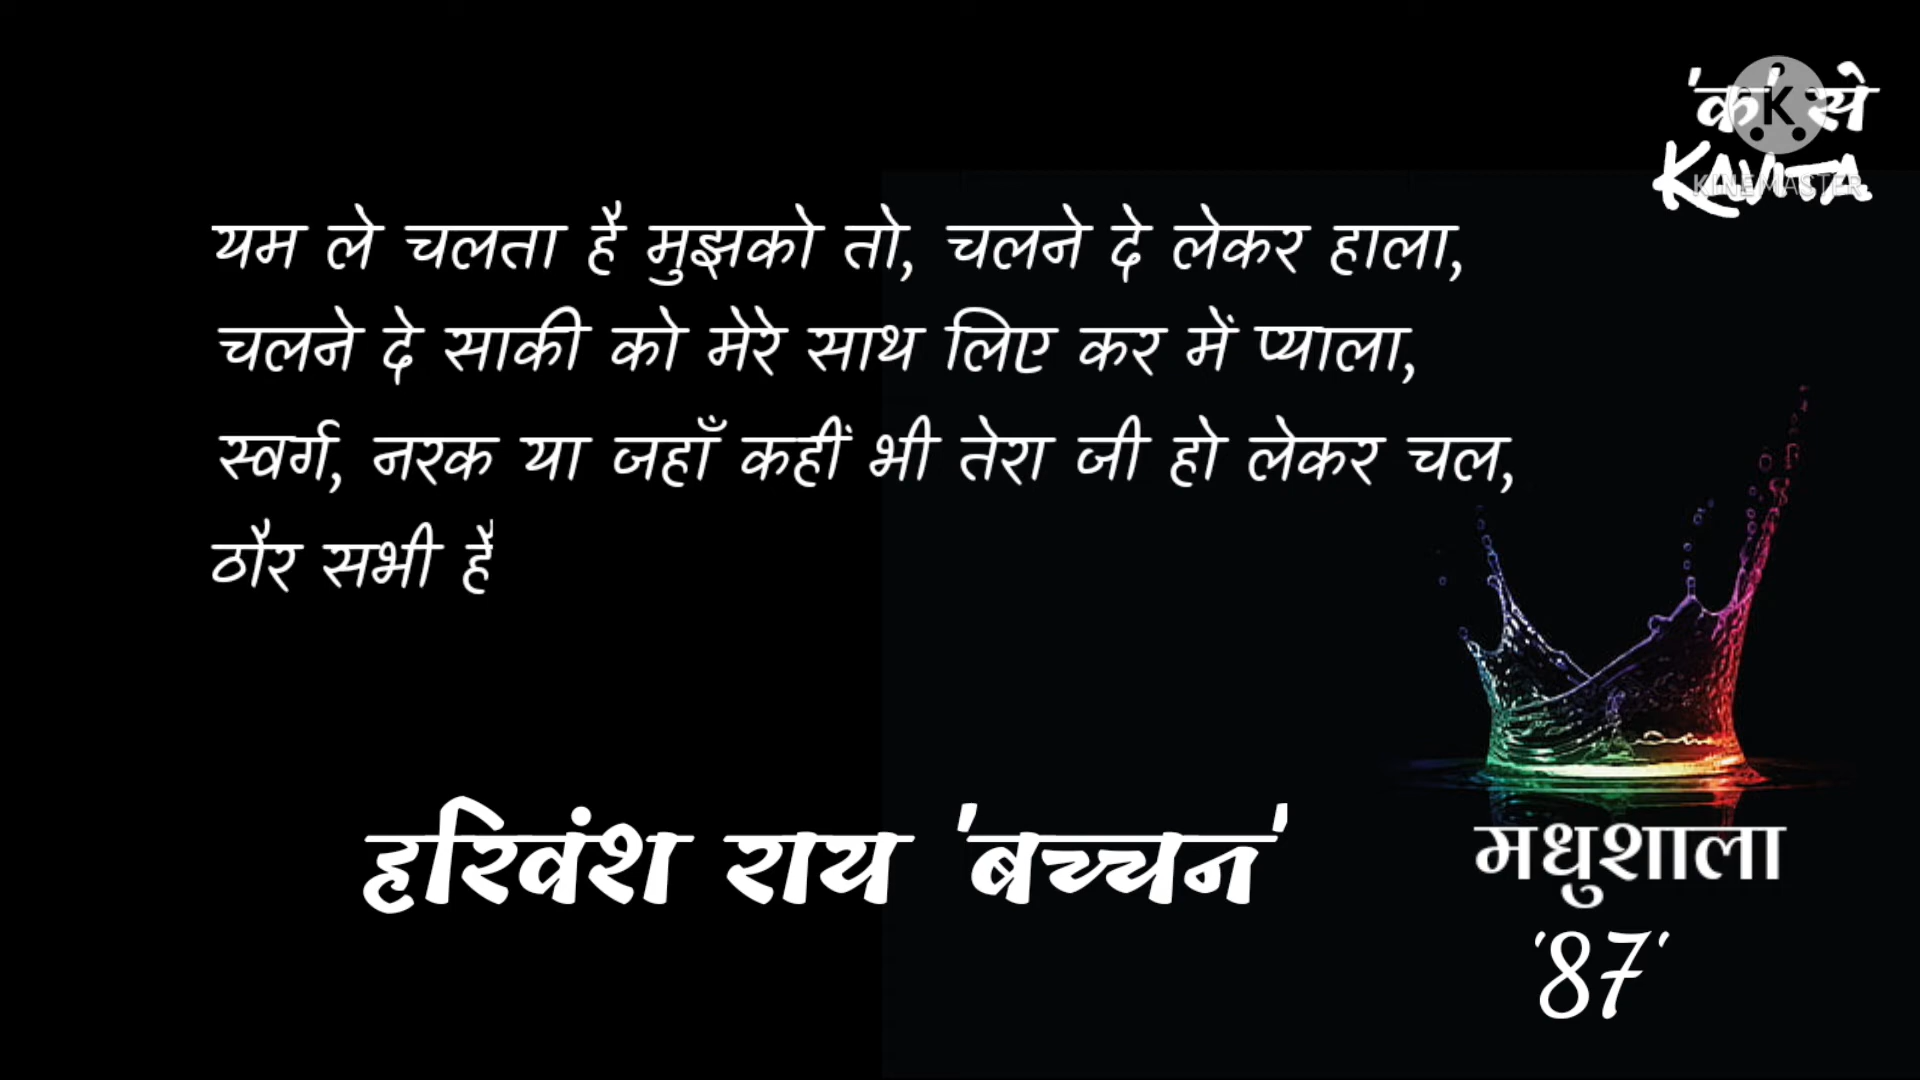 'क' से
KAVITA
KINEMASTER
यम ले चलता है मुझको तो, चलने दे लेकर हाला,
चलने दे साकी को मेरे साथ लिए कर में प्याला,
स्वर्ग, नरक या जहाँ कहीं भी तेरा जी हो लेकर चल,
ठौर सभी हैं
हरिवंश राय 'बच्चन'
मधुशाला
'87'